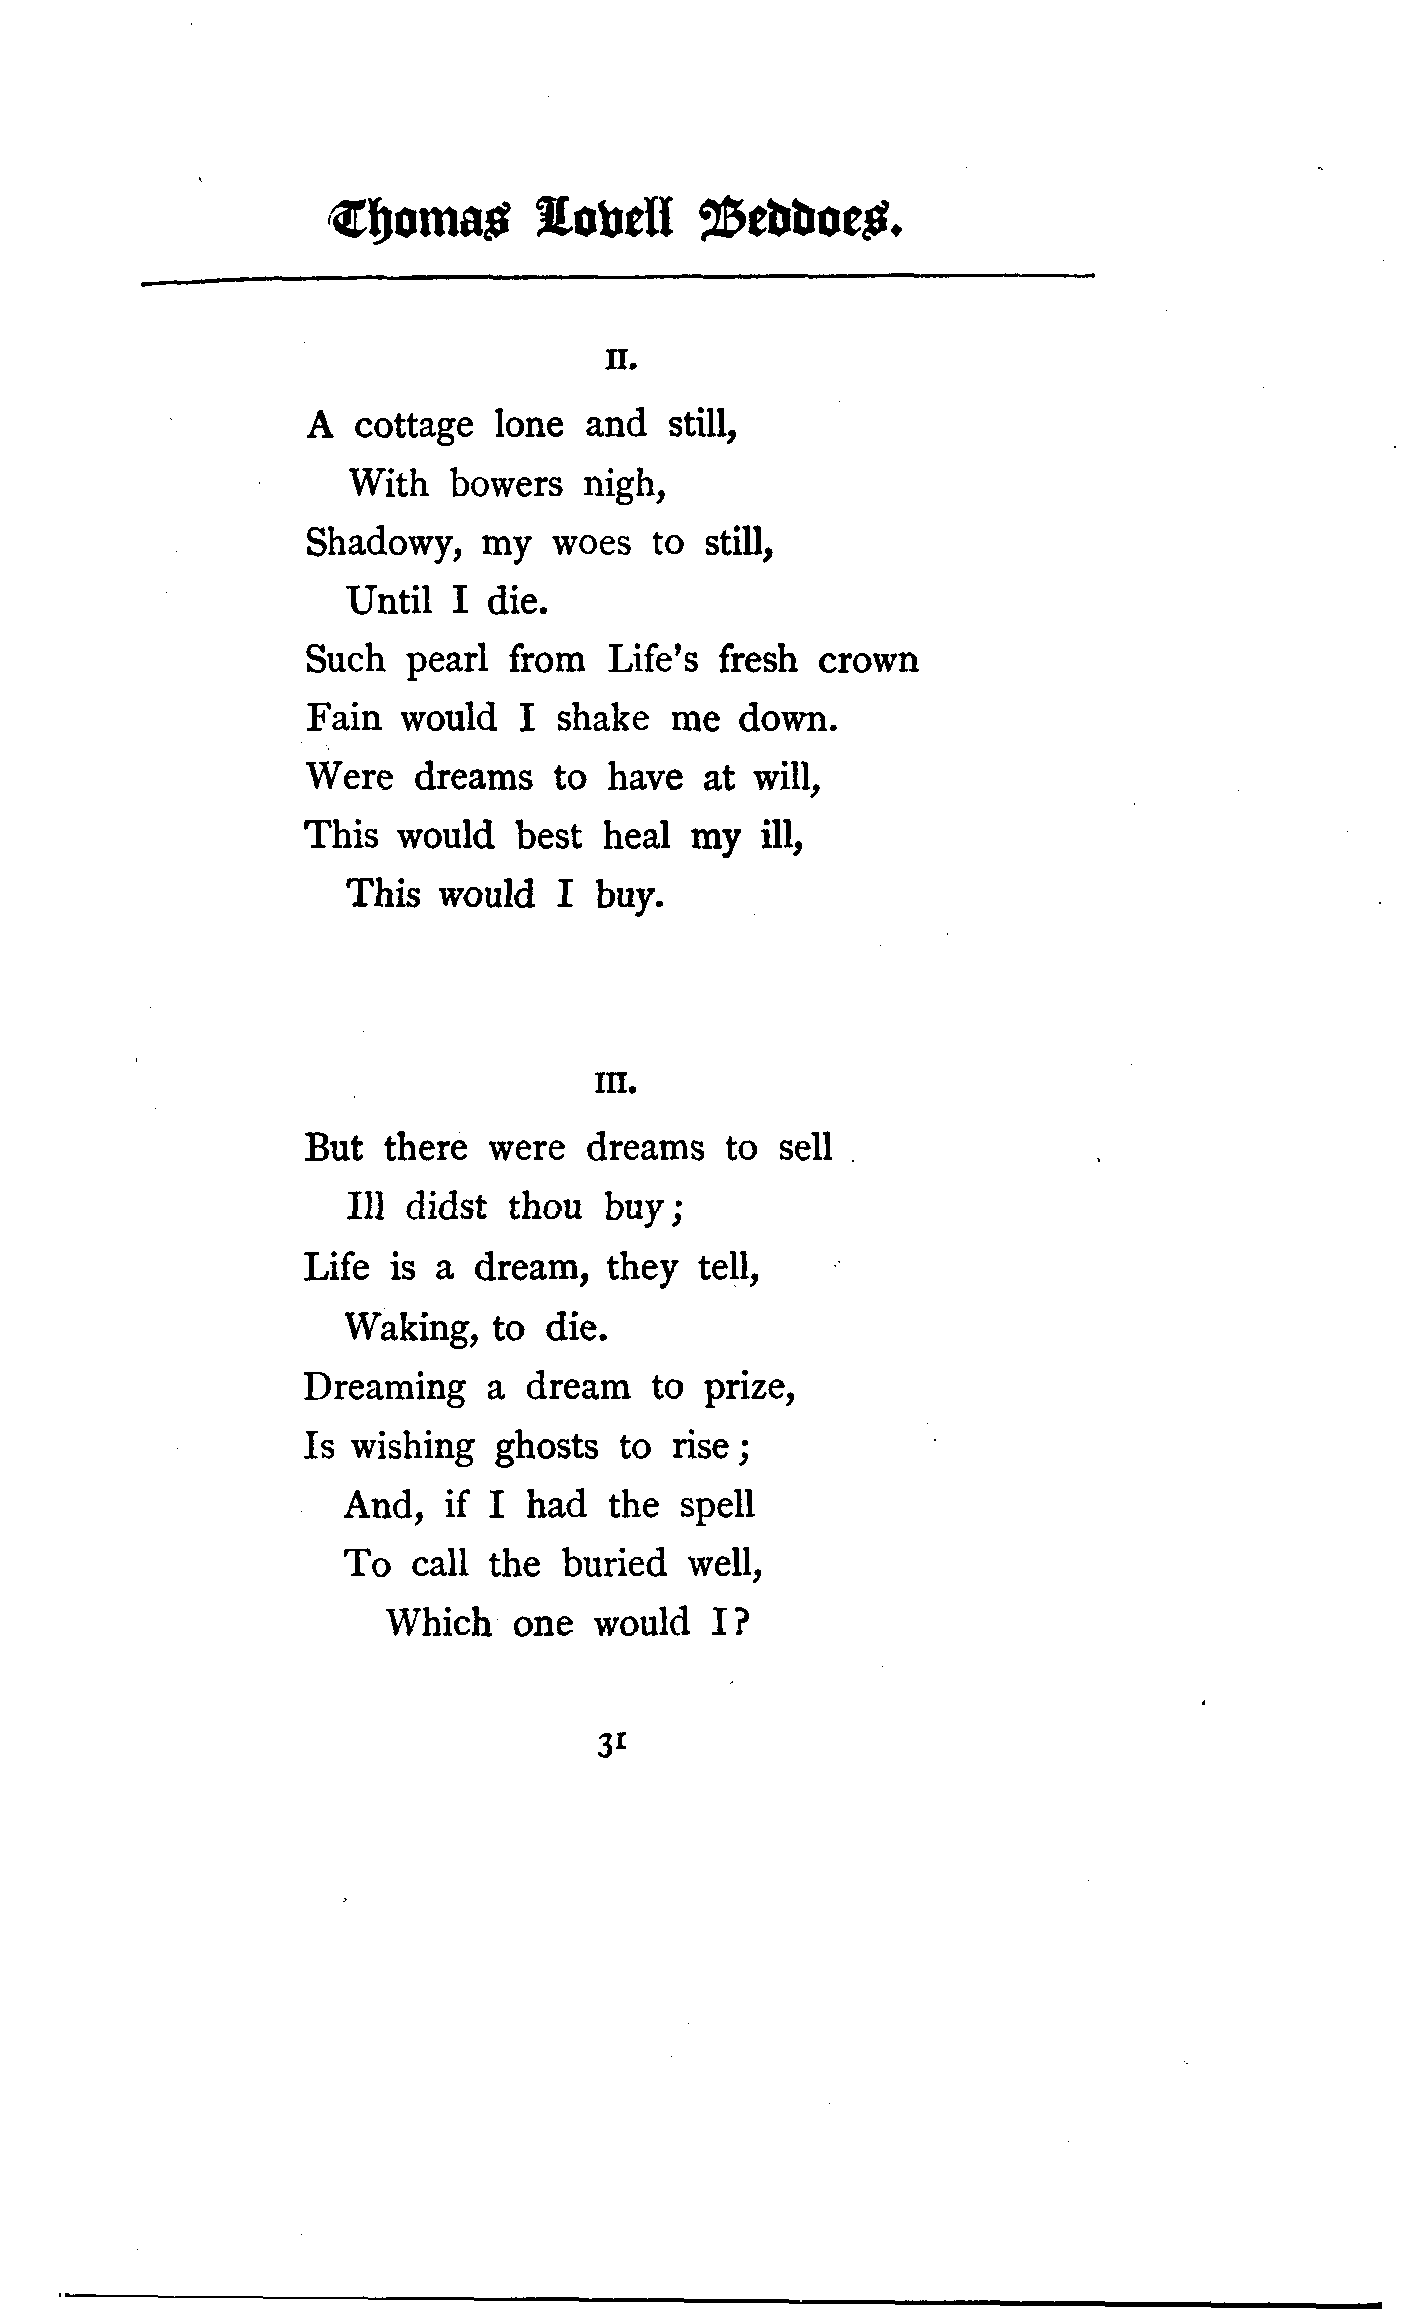 Thomas Lovell Beddoes.
II.
A cottage lone and still,
With bowers nigh,
Shadowy, my woes to still,
Until I die.
Such pearl from Life's fresh crown
Fain would I shake me down.
Were dreams to have at will,
This would best heal my ill,
This would I buy.
III.
But there were dreams to sell
Ill didst thou buy;
Life is a dream, they tell,
Waking, to die.
Dreaming a dream to prize,
Is wishing ghosts to rise;
And, if I had the spell
To call the buried well,
Which one would I?
31